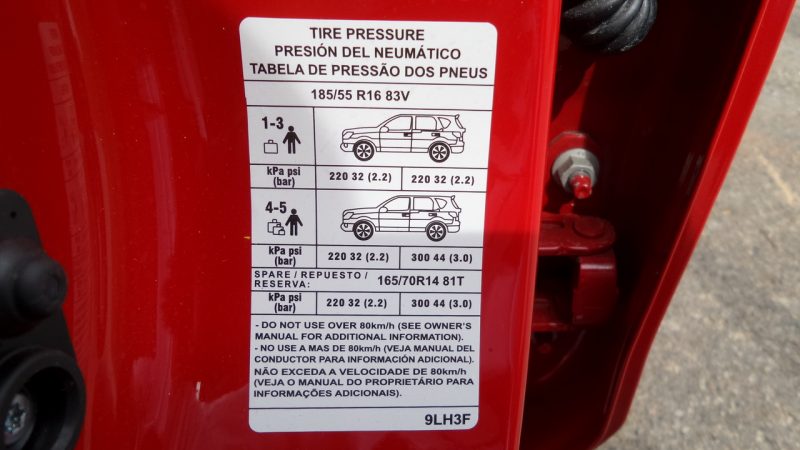 TIRE PRESSURE
PRESIÓN DEL NEUMÁTICO
TABELA DE PRESSÃO DOS PNEUS
185/55 R16 83V
1-3
kPa psi (bar) 220 32 (2.2) 220 32 (2.2)
4-5
kPa psi (bar) 220 32 (2.2) 300 44 (3.0)
SPARE / REPUESTO / RESERVA: 165/70R14 81T
kPa psi (bar) 220 32 (2.2) 300 44 (3.0)
- DO NOT USE OVER 80km/h (SEE OWNER'S
MANUAL FOR ADDITIONAL INFORMATION).
- NO USE A MAS DE 80km/h (VEJA MANUAL DEL
CONDUCTOR PARA INFORMACIÓN ADICIONAL).
NÃO EXCEDA A VELOCIDADE DE 80km/h
(VEJA O MANUAL DO PROPRIETÁRIO PARA
INFORMAÇÕES ADICIONAIS).
9LH3F